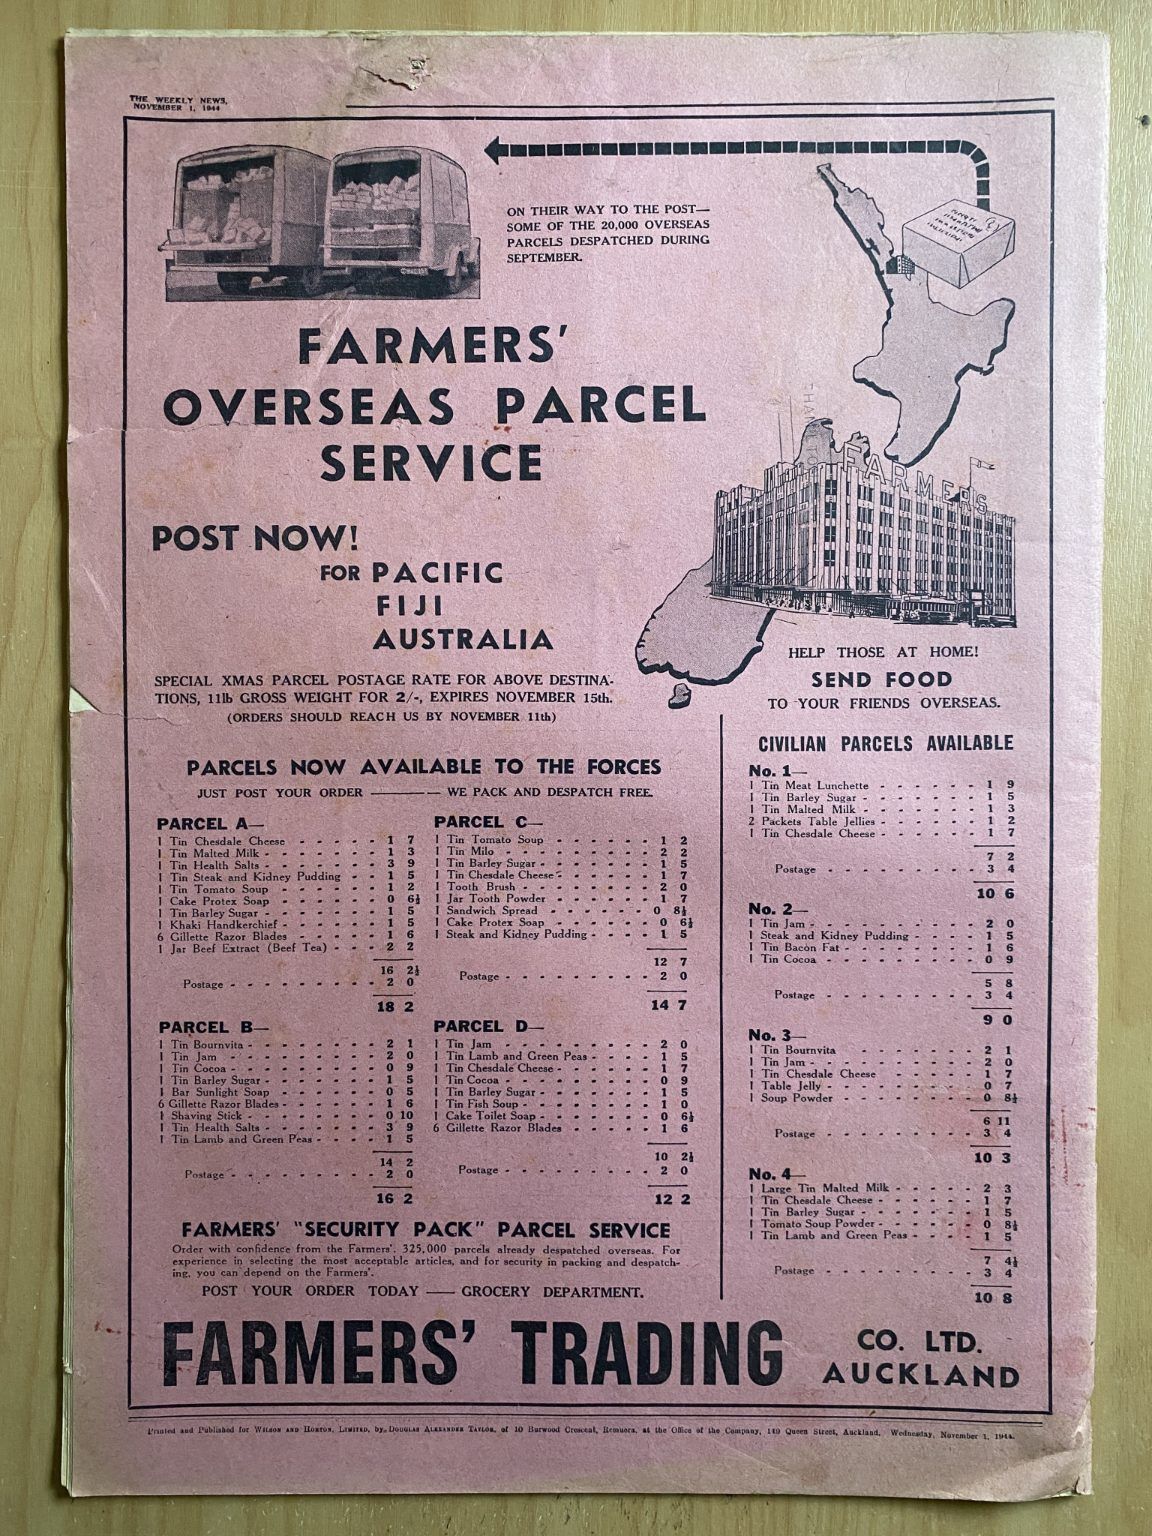 THE WEEKLY NEWS,
NOVEMBER 1, 1944
ON THEIR WAY TO THE POST—
SOME OF THE 20,000 OVERSEAS
PARCELS DESPATCHED DURING
SEPTEMBER.
FARMERS'
OVERSEAS PARCEL
SERVICE
FARMERS
POST NOW!
FOR PACIFIC
FIJI
AUSTRALIA
SPECIAL XMAS PARCEL POSTAGE RATE FOR ABOVE DESTINA-
TIONS, 11lb GROSS WEIGHT FOR 2/-, EXPIRES NOVEMBER 15th.
(ORDERS SHOULD REACH US BY NOVEMBER 11th)
PARCELS NOW AVAILABLE TO THE FORCES
JUST POST YOUR ORDER ——— WE PACK AND DESPATCH FREE.
PARCEL A—
1 Tin Chesdale Cheese - - - - - - 1 7
1 Tin Malted Milk - - - - - - - 1 3
1 Tin Health Salts - - - - - - - 3 9
1 Tin Steak and Kidney Pudding - - 1 5
1 Tin Tomato Soup - - - - - - 1 2
1 Cake Protex Soap - - - - - - 0 6½
1 Tin Barley Sugar - - - - - - - 1 5
1 Khaki Handkerchief - - - - - - 1 5
6 Gillette Razor Blades - - - - - 1 6
1 Jar Beef Extract (Beef Tea) - - - 2 2
16 2½
Postage - - - - - - - - - 2 0
18 2
PARCEL B—
1 Tin Bournvita - - - - - - - - 2 1
1 Tin Jam - - - - - - - - - 2 0
1 Tin Cocoa - - - - - - - - 0 9
1 Tin Barley Sugar - - - - - - - 1 5
1 Bar Sunlight Soap - - - - - - 0 5
6 Gillette Razor Blades - - - - - - 1 6
1 Shaving Stick - - - - - - - - 0 10
1 Tin Health Salts - - - - - - - 3 9
1 Tin Lamb and Green Peas - - - - 1 5
14 2
Postage - - - - - - - - - 2 0
16 2
PARCEL C—
1 Tin Tomato Soup - - - - - - 1 2
1 Tin Milo - - - - - - - - - 2 2
1 Tin Barley Sugar - - - - - - - 1 5
1 Tin Chesdale Cheese - - - - - - 1 7
1 Tooth Brush - - - - - - - - 2 0
1 Jar Tooth Powder - - - - - - 1 7
1 Sandwich Spread - - - - - - 0 8½
1 Cake Protex Soap - - - - - - 0 6½
1 Steak and Kidney Pudding - - - - 1 5
12 7
Postage - - - - - - - - - 2 0
14 7
PARCEL D—
1 Tin Jam - - - - - - - - - 2 0
1 Tin Lamb and Green Peas - - - - 1 5
1 Tin Chesdale Cheese - - - - - - 1 7
1 Tin Cocoa - - - - - - - - - 0 9
1 Tin Barley Sugar - - - - - - - 1 5
1 Tin Fish Soup - - - - - - - - 1 0
1 Cake Toilet Soap - - - - - - - 0 6½
6 Gillette Razor Blades - - - - - 1 6
10 2½
Postage - - - - - - - - - 2 0
12 2
FARMERS' "SECURITY PACK" PARCEL SERVICE
Order with confidence from the Farmers'. 325,000 parcels already despatched overseas. For
experience in selecting the most acceptable articles, and for security in packing and despatch-
ing, you can depend on the Farmers'.
POST YOUR ORDER TODAY —— GROCERY DEPARTMENT.
HELP THOSE AT HOME!
SEND FOOD
TO YOUR FRIENDS OVERSEAS.
CIVILIAN PARCELS AVAILABLE
No. 1—
1 Tin Meat Lunchette - - - - - - 1 9
1 Tin Barley Sugar - - - - - - - 1 5
1 Tin Malted Milk - - - - - - - 1 3
2 Packets Table Jellies - - - - - - 1 2
1 Tin Chesdale Cheese - - - - - - 1 7
7 2
Postage - - - - - - - - - 3 4
10 6
No. 2—
1 Tin Jam - - - - - - - - - 2 0
1 Steak and Kidney Pudding - - - - 1 5
1 Tin Bacon Fat - - - - - - - - 1 6
1 Tin Cocoa - - - - - - - - - 0 9
5 8
Postage - - - - - - - - - 3 4
9 0
No. 3—
1 Tin Bournvita - - - - - - - - 2 1
1 Tin Jam - - - - - - - - - - 2 0
1 Tin Chesdale Cheese - - - - - - 1 7
1 Table Jelly - - - - - - - - - 0 7
1 Soup Powder - - - - - - - - 0 8½
6 11
Postage - - - - - - - - - 3 4
10 3
No. 4—
1 Large Tin Malted Milk - - - - - 2 3
1 Tin Chesdale Cheese - - - - - - 1 7
1 Tin Barley Sugar - - - - - - - 1 5
1 Tomato Soup Powder - - - - - - 0 8½
1 Tin Lamb and Green Peas - - - - 1 5
7 4½
Postage - - - - - - - - - 3 4
10 8
FARMERS' TRADING CO. LTD.
AUCKLAND
Printed and Published for WILSON AND HORTON, LIMITED, by DOUGLAS ALEXANDER TAYLOR, of 10 Burwood Crescent, Remuera, at the Office of the Company, 149 Queen Street, Auckland. Wednesday, November 1, 1944.